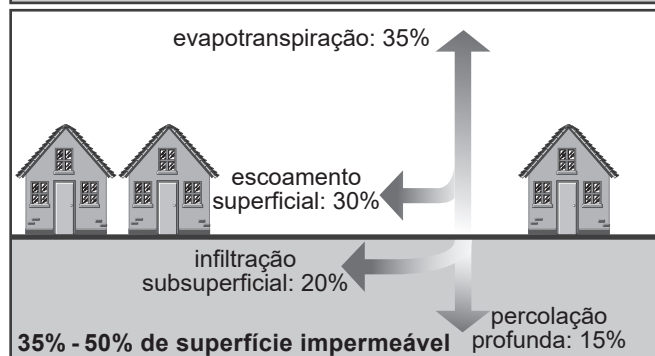 evapotranspiração: 35%
escoamento
superficial: 30%
infiltração
subsuperficial: 20%
percolação
profunda: 15%
35% - 50% de superfície impermeável